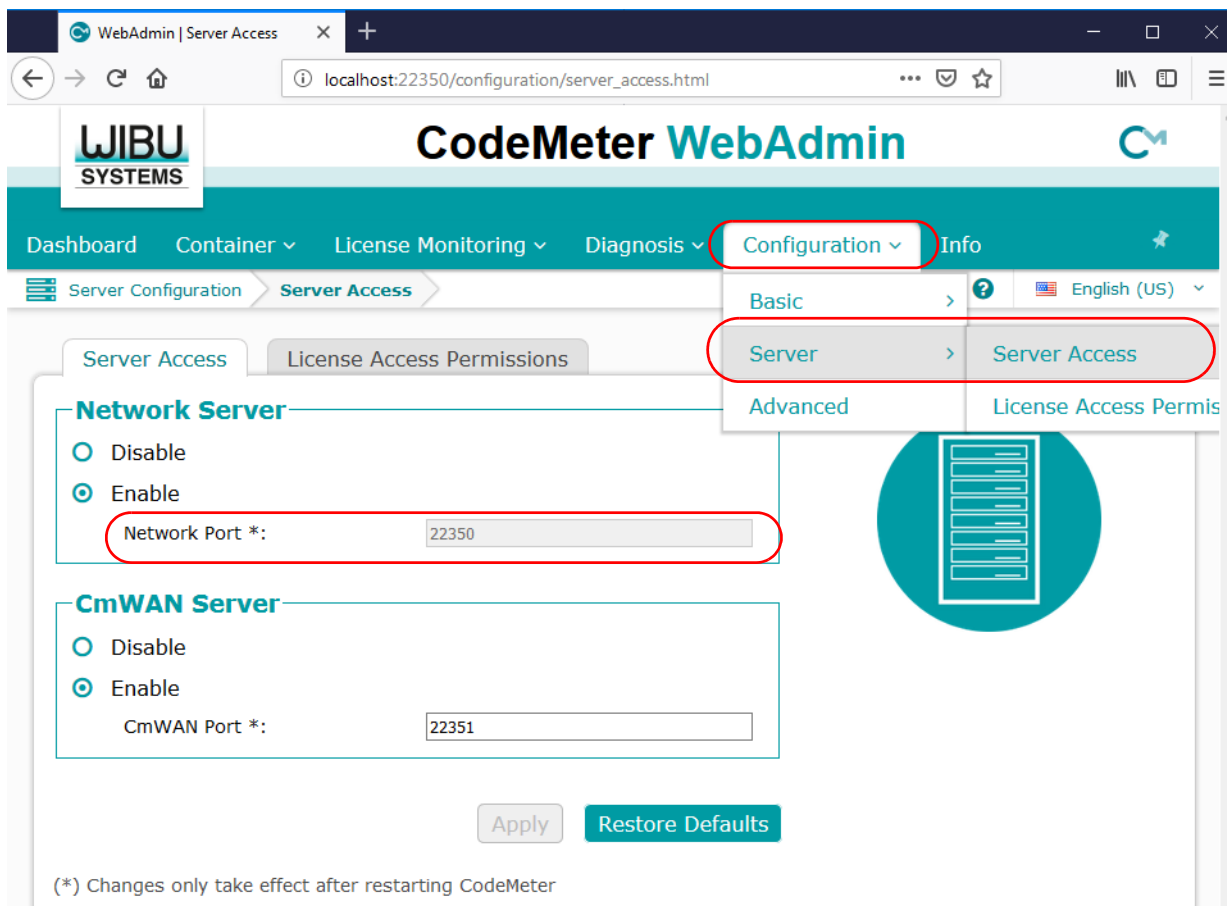 WebAdmin | Server Access
localhost:22350/configuration/server_access.html
WIBU
SYSTEMS
CodeMeter WebAdmin
CM
Dashboard Container License Monitoring Diagnosis Configuration Info
Server Configuration Server Access
English (US)
Basic
Server
Server Access
Advanced
License Access Permis
Server Access License Access Permissions
Network Server
Disable
Enable
Network Port *: 22350
CmWAN Server
Disable
Enable
CmWAN Port *: 22351
Apply Restore Defaults
(*) Changes only take effect after restarting CodeMeter